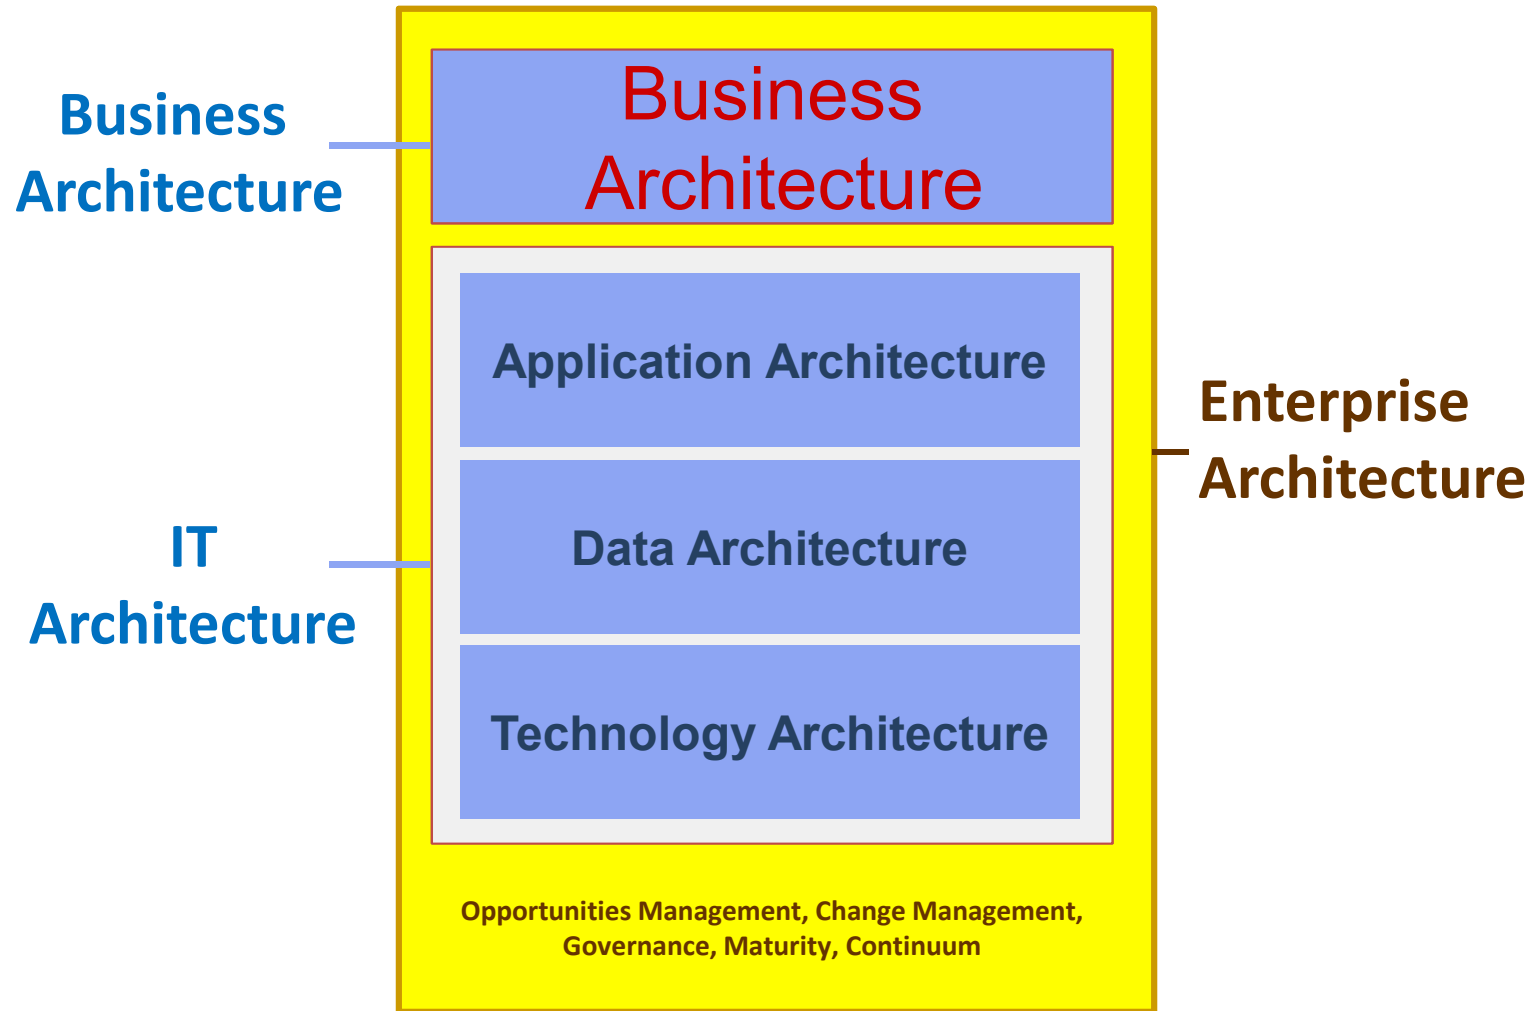 Business
Architecture
Business
Architecture
Application Architecture
Enterprise
Architecture
Data Architecture
IT
Architecture
Technology Architecture
Opportunities Management, Change Management,
Governance, Maturity, Continuum